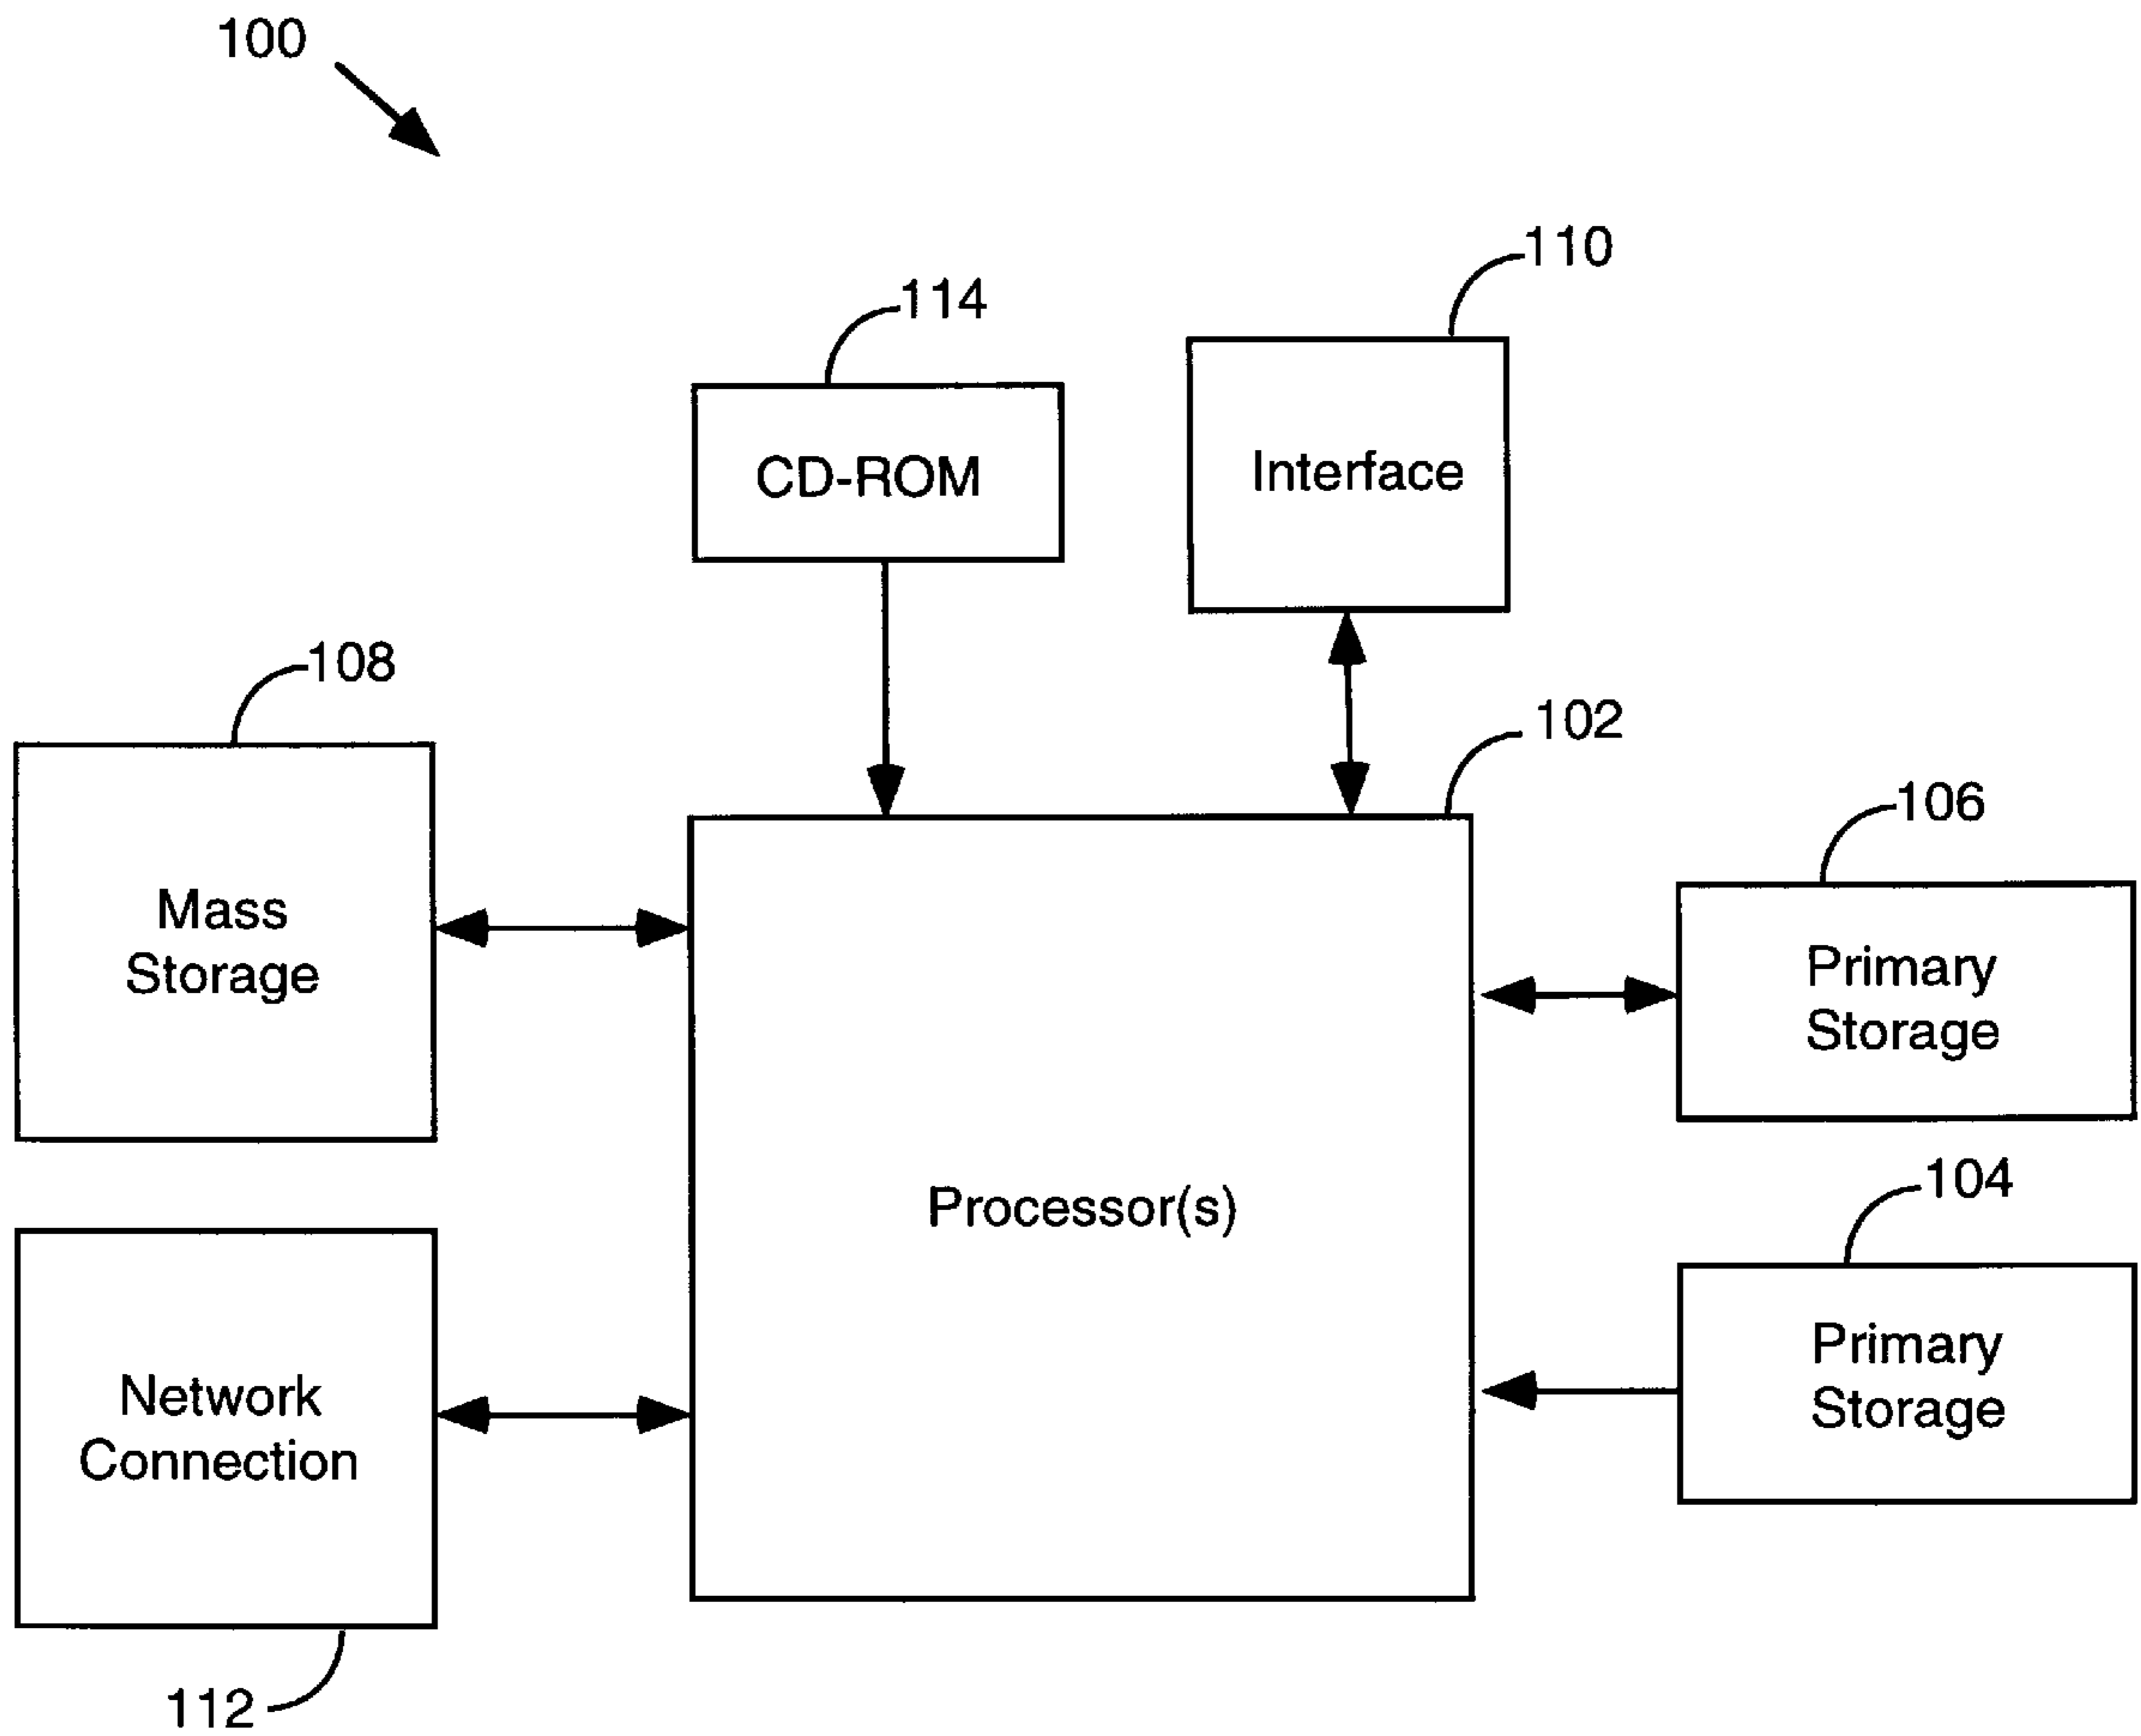 100
110
114
CD-ROM
Interface
108
102
106
Mass
Storage
Primary
Storage
104
Processor(s)
Primary
Storage
Network
Connection
112